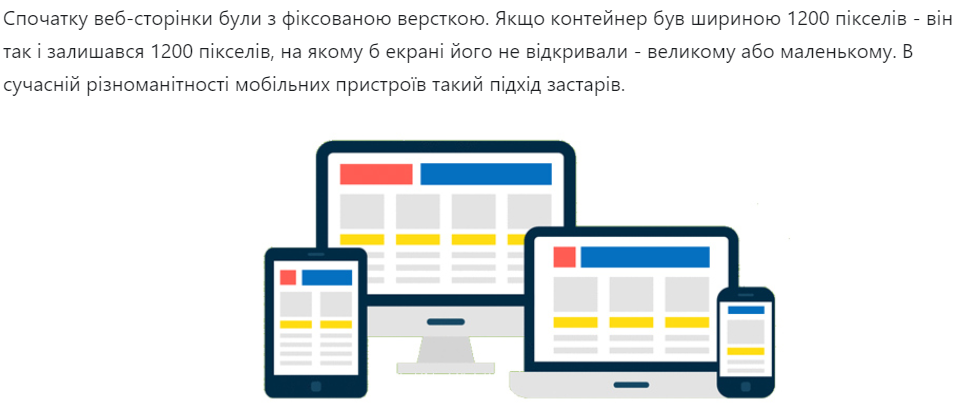 Спочатку веб-сторінки були з фіксованою версткою. Якщо контейнер був шириною 1200 пікселів - він
так і залишався 1200 пікселів, на якому б екрані його не відкривали - великому або маленькому. В
сучасній різноманітності мобільних пристроїв такий підхід застарів.